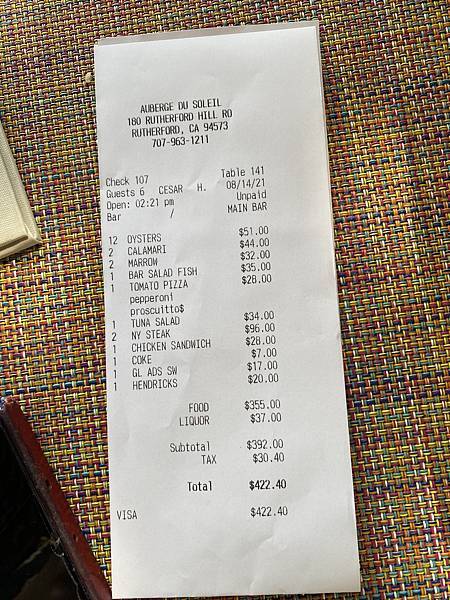 AUBERGE DU SOLEIL
180 RUTHERFORD HILL RD
RUTHERFORD, CA 94573
707-963-1211
Check 107 Table 141
Guests 6 CESAR H. 08/14/21
Open: 02:21 pm Unpaid
Bar / MAIN BAR
12 OYSTERS $51.00
2 CALAMARI $44.00
2 MARROW $32.00
1 BAR SALAD FISH $35.00
1 TOMATO PIZZA $28.00
pepperoni
proscuitto$
1 TUNA SALAD $34.00
2 NY STEAK $96.00
1 CHICKEN SANDWICH $28.00
1 COKE $7.00
1 GL ADS SW $17.00
1 HENDRICKS $20.00
FOOD $355.00
LIQUOR $37.00
Subtotal $392.00
TAX $30.40
Total $422.40
VISA $422.40